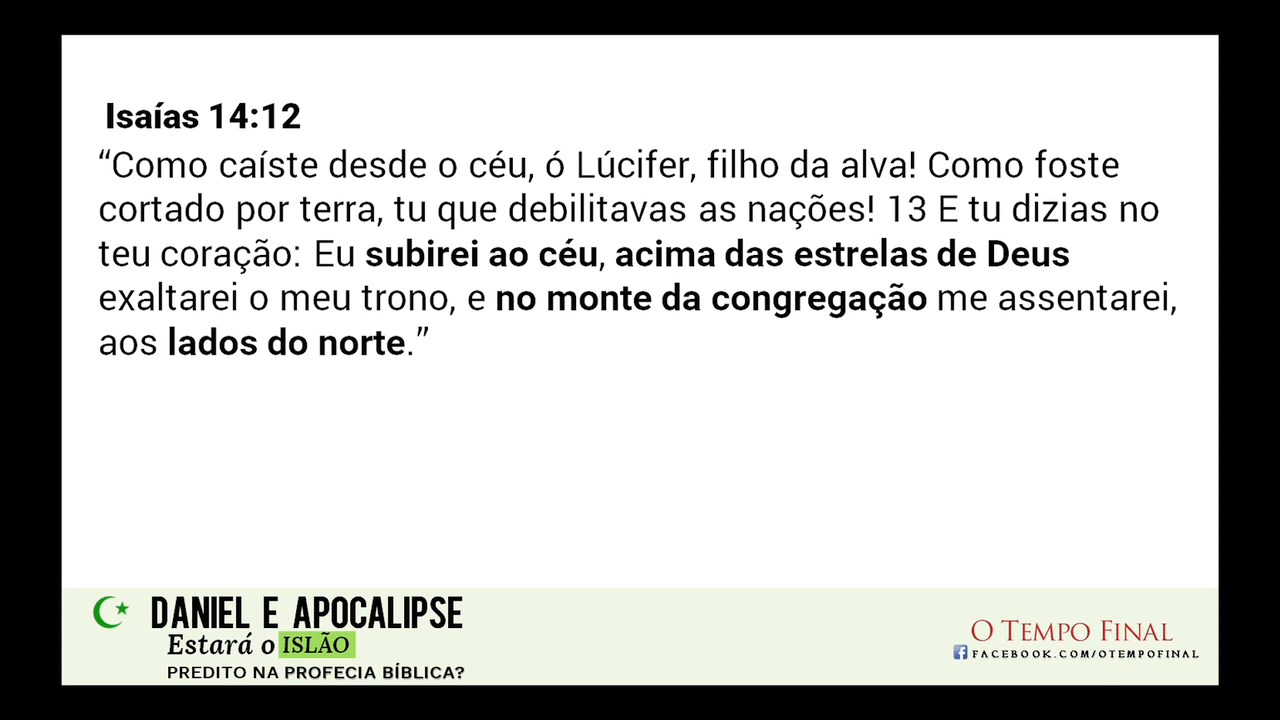 Isaías 14:12
“Como caíste desde o céu, ó Lúcifer, filho da alva! Como foste
cortado por terra, tu que debilitavas as nações! 13 E tu dizias no
teu coração: Eu subirei ao céu, acima das estrelas de Deus
exaltarei o meu trono, e no monte da congregação me assentarei,
aos lados do norte.”
DANIEL E APOCALIPSE
Estará o ISLÃO
PREDITO NA PROFECIA BÍBLICA?
O TEMPO FINAL
FACEBOOK.COM/OTEMPOFINAL